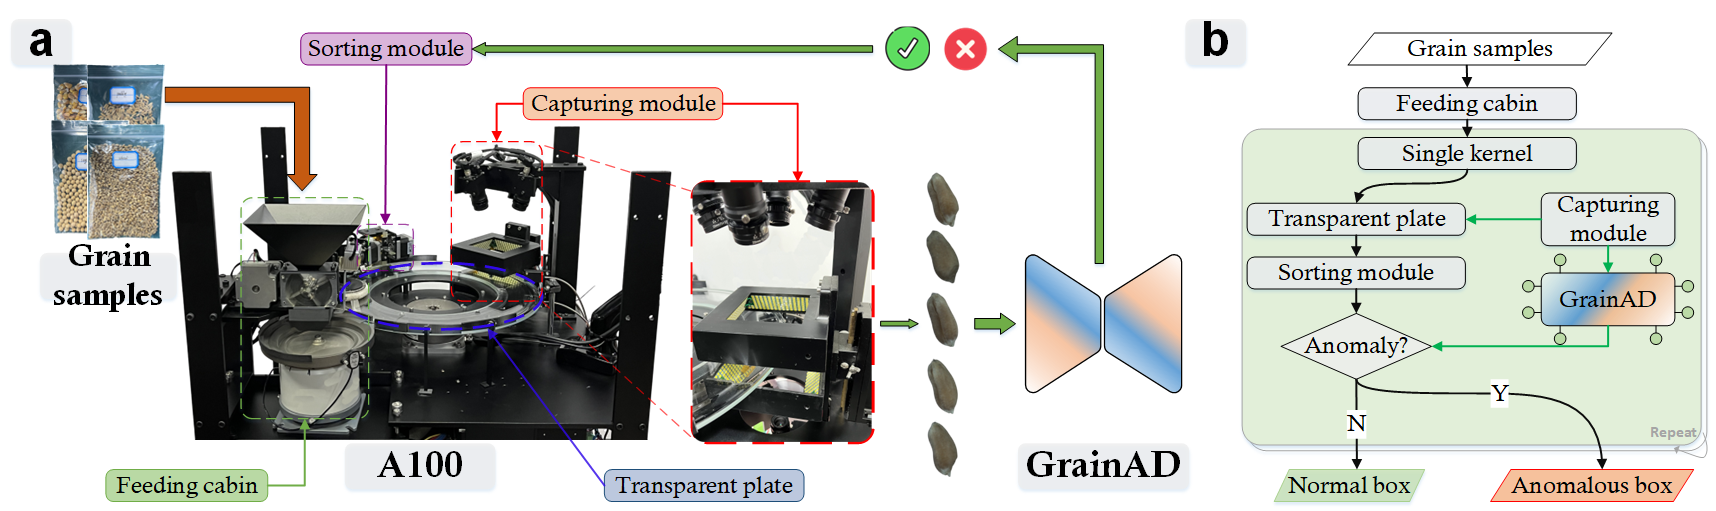 a
Sorting module
Capturing module
Grain
samples
A100
Feeding cabin
Transparent plate
GrainAD
b
Grain samples
Feeding cabin
Single kernel
Transparent plate
Capturing
module
Sorting module
GrainAD
Anomaly?
Y
N
Repeat
Normal box
Anomalous box